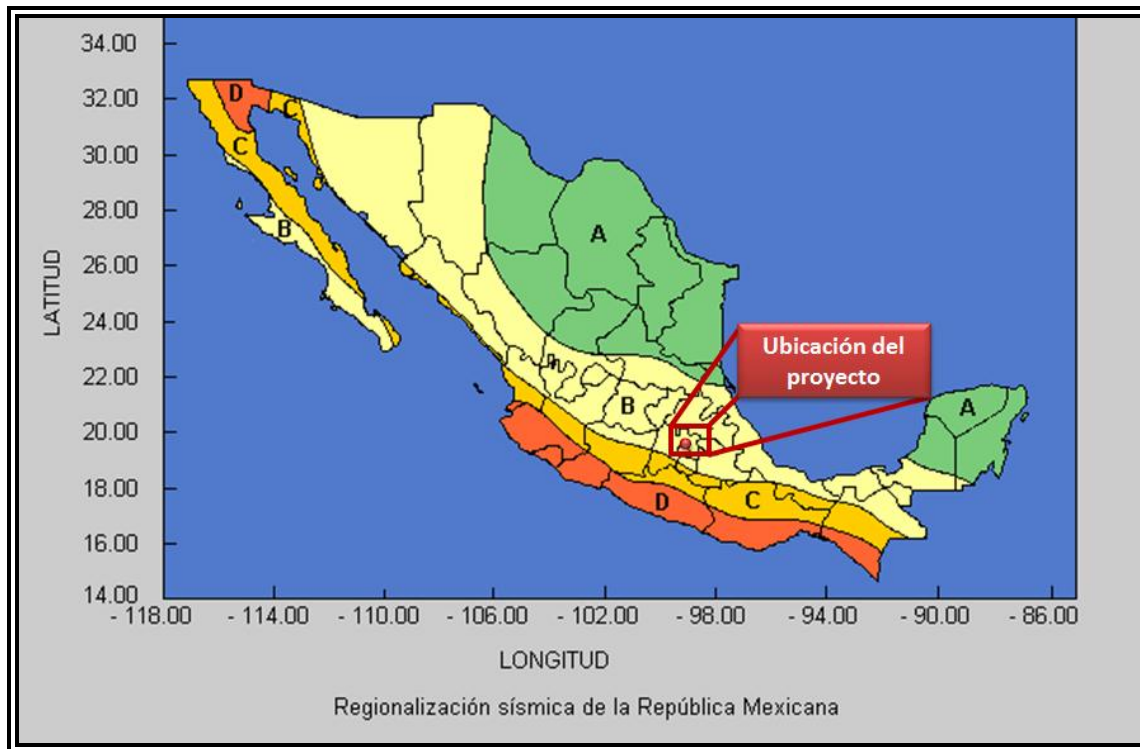 34.00
32.00
30.00
28.00
26.00
24.00
22.00
20.00
18.00
16.00
14.00
LATITUD
D
C
C
B
A
Ubicación del
proyecto
B
A
C
D
- 118.00 - 114.00 - 110.00 - 106.00 - 102.00 - 98.00 - 94.00 - 90.00 - 86.00
LONGITUD
Regionalización sísmica de la República Mexicana